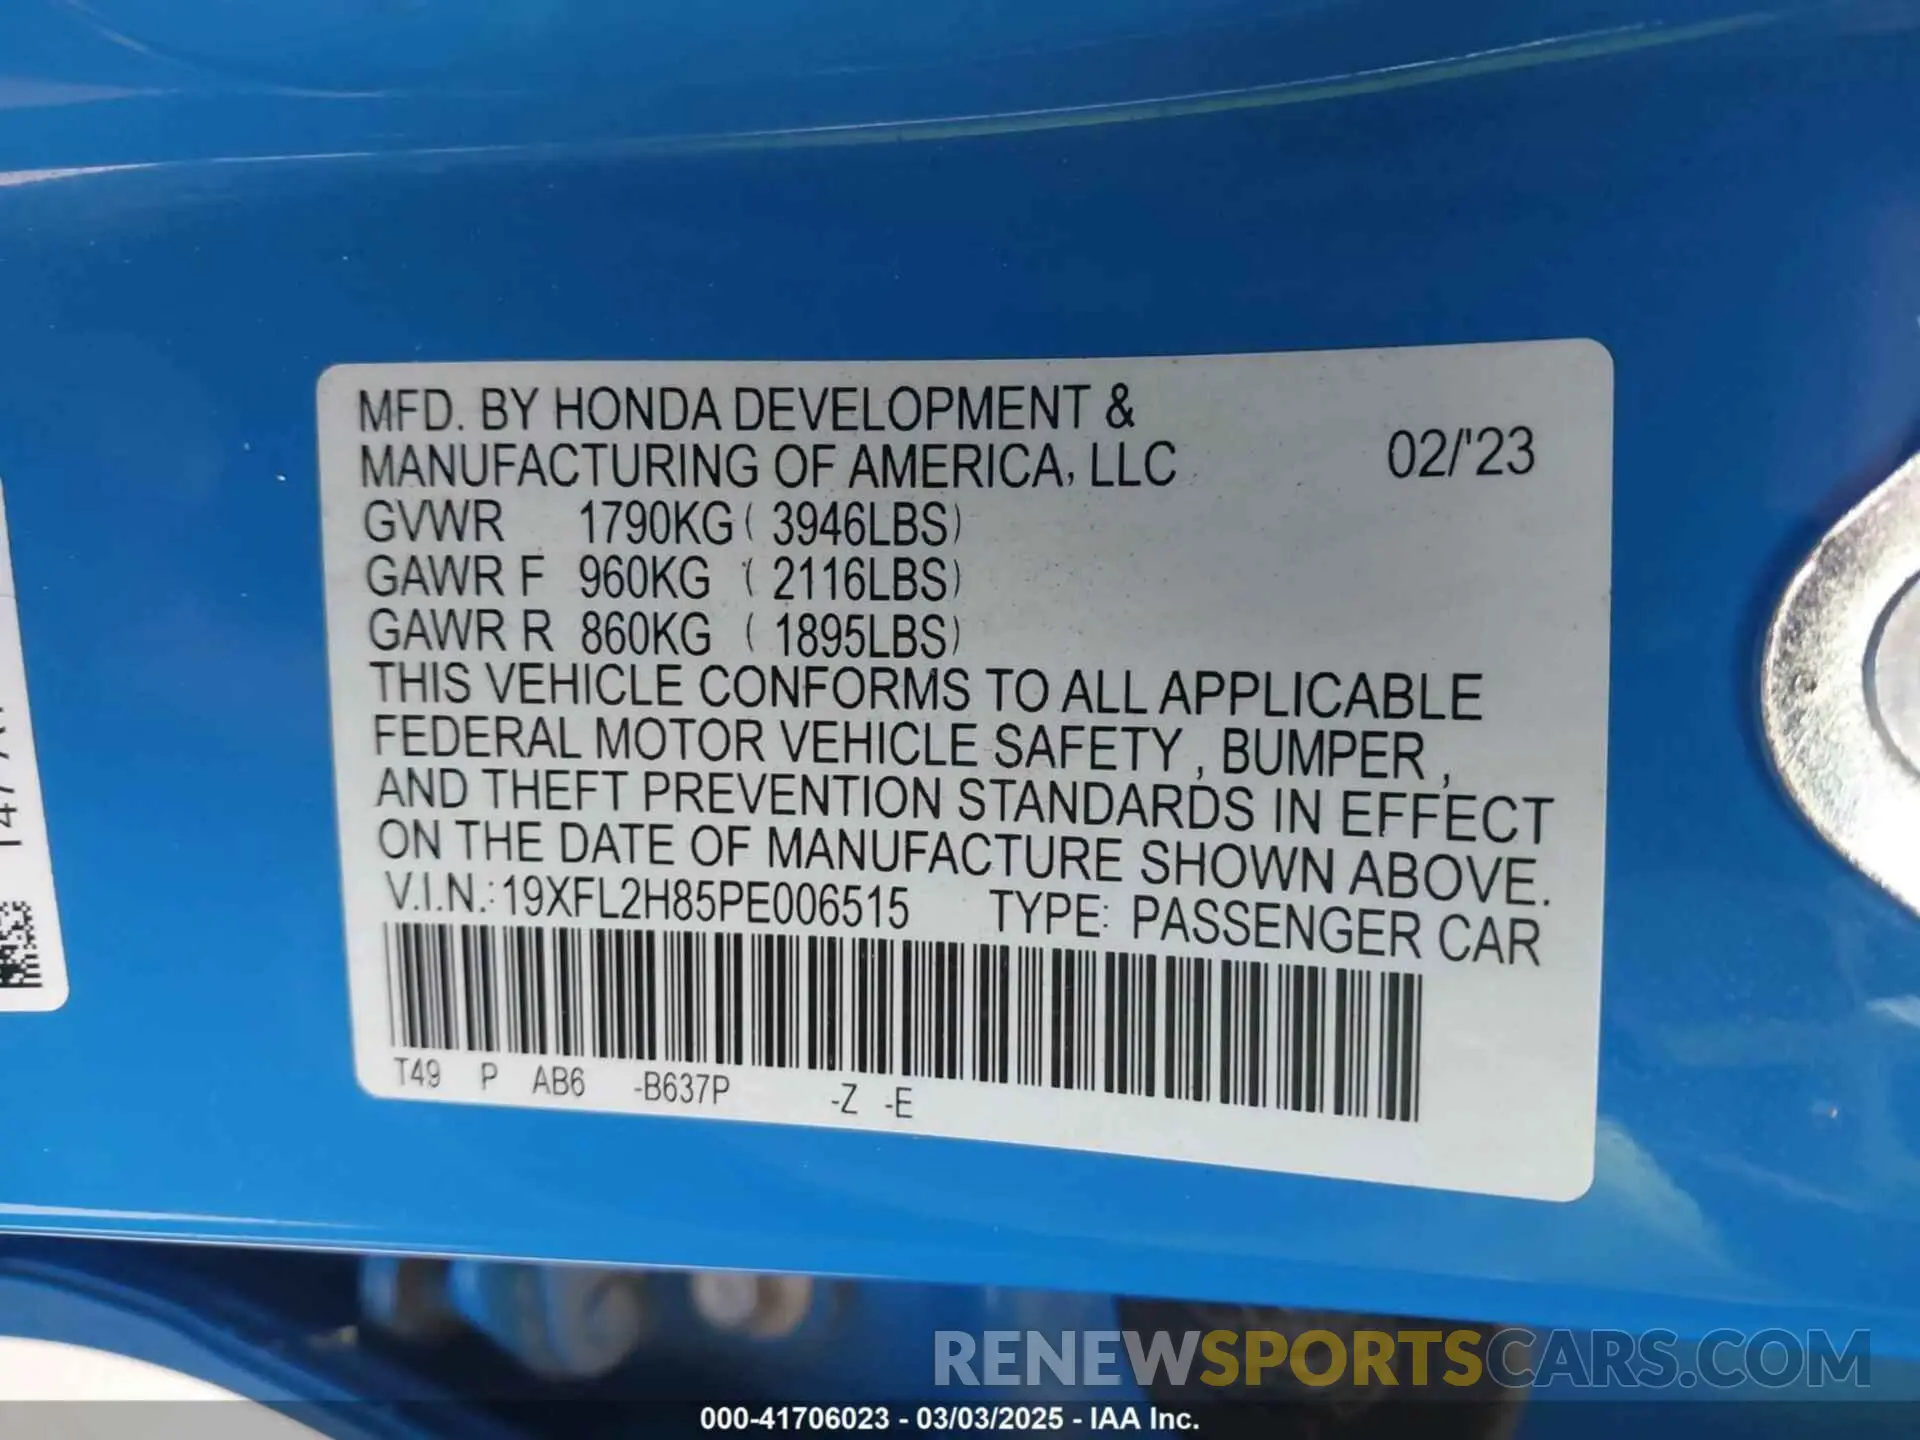 MFD. BY HONDA DEVELOPMENT &
MANUFACTURING OF AMERICA, LLC 02/'23
GVWR 1790KG ( 3946LBS)
GAWR F 960KG ( 2116LBS)
GAWR R 860KG ( 1895LBS)
THIS VEHICLE CONFORMS TO ALL APPLICABLE
FEDERAL MOTOR VEHICLE SAFETY , BUMPER ,
AND THEFT PREVENTION STANDARDS IN EFFECT
ON THE DATE OF MANUFACTURE SHOWN ABOVE.
V.I.N.: 19XFL2H85PE006515 TYPE: PASSENGER CAR
T49 P AB6 -B637P -Z -E
RENEWSPORTSCARS.COM
000-41706023 - 03/03/2025 - IAA Inc.